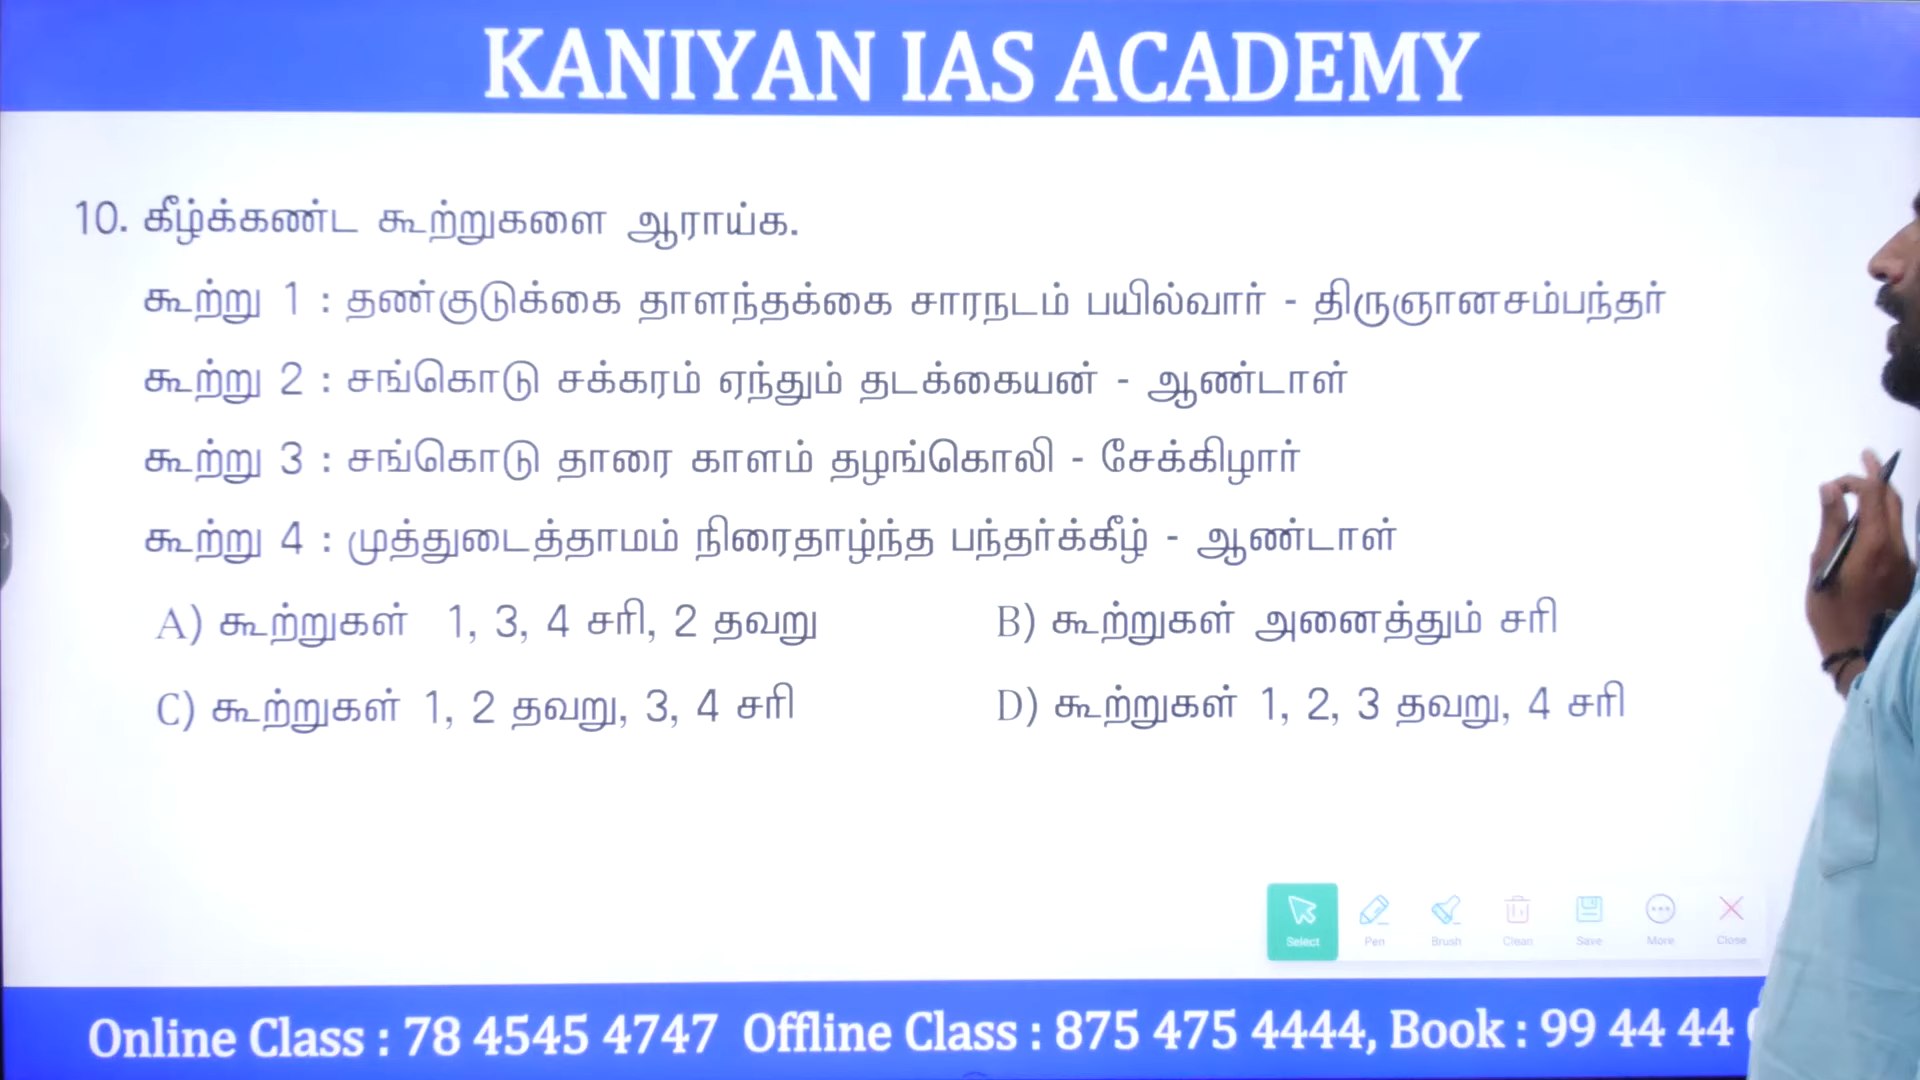 KANIYAN IAS ACADEMY
10. கீழ்க்கண்ட கூற்றுகளை ஆராய்க.
கூற்று 1 : தண்குடுக்கை தாளந்தக்கை சாரநடம் பயில்வார் - திருஞானசம்பந்தர்
கூற்று 2 : சங்கொடு சக்கரம் ஏந்தும் தடக்கையன் - ஆண்டாள்
கூற்று 3 : சங்கொடு தாரை காளம் தழங்கொலி - சேக்கிழார்
கூற்று 4 : முத்துடைத்தாமம் நிரைதாழ்ந்த பந்தர்க்கீழ் - ஆண்டாள்
A) கூற்றுகள் 1, 3, 4 சரி, 2 தவறு
B) கூற்றுகள் அனைத்தும் சரி
C) கூற்றுகள் 1, 2 தவறு, 3, 4 சரி
D) கூற்றுகள் 1, 2, 3 தவறு, 4 சரி
Select Pen Brush Clean Save More Close
Online Class : 78 4545 4747 Offline Class : 875 475 4444, Book : 99 44 44